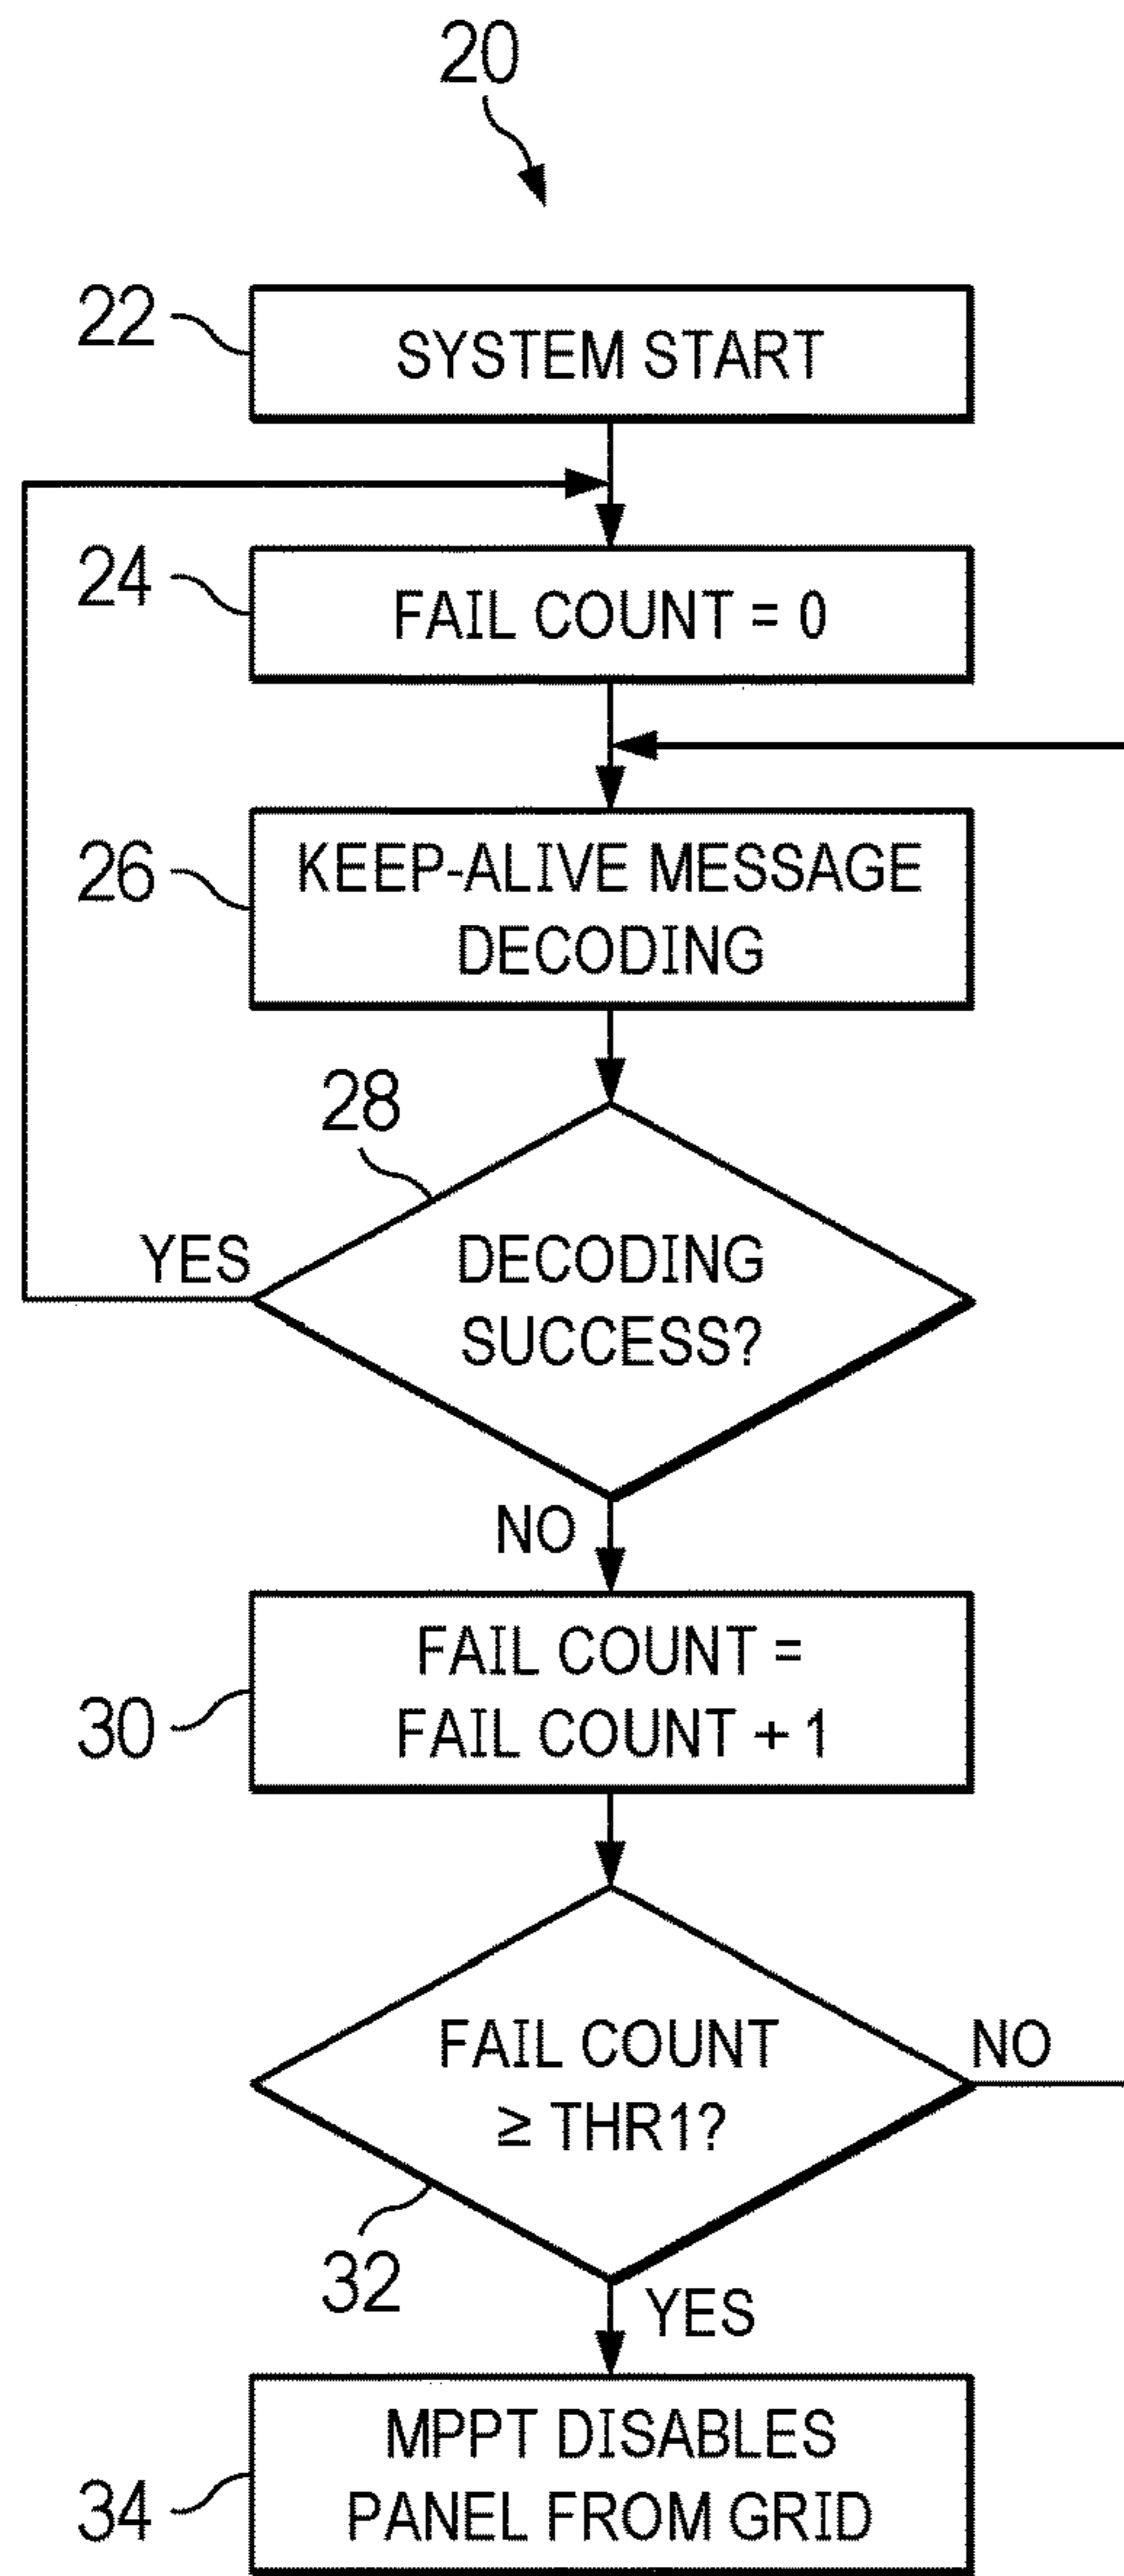 20
22
SYSTEM START
24
FAIL COUNT = 0
26
KEEP-ALIVE MESSAGE
DECODING
28
YES
DECODING
SUCCESS?
NO
30
FAIL COUNT =
FAIL COUNT + 1
FAIL COUNT
≥ THR1?
NO
32
YES
34
MPPT DISABLES
PANEL FROM GRID